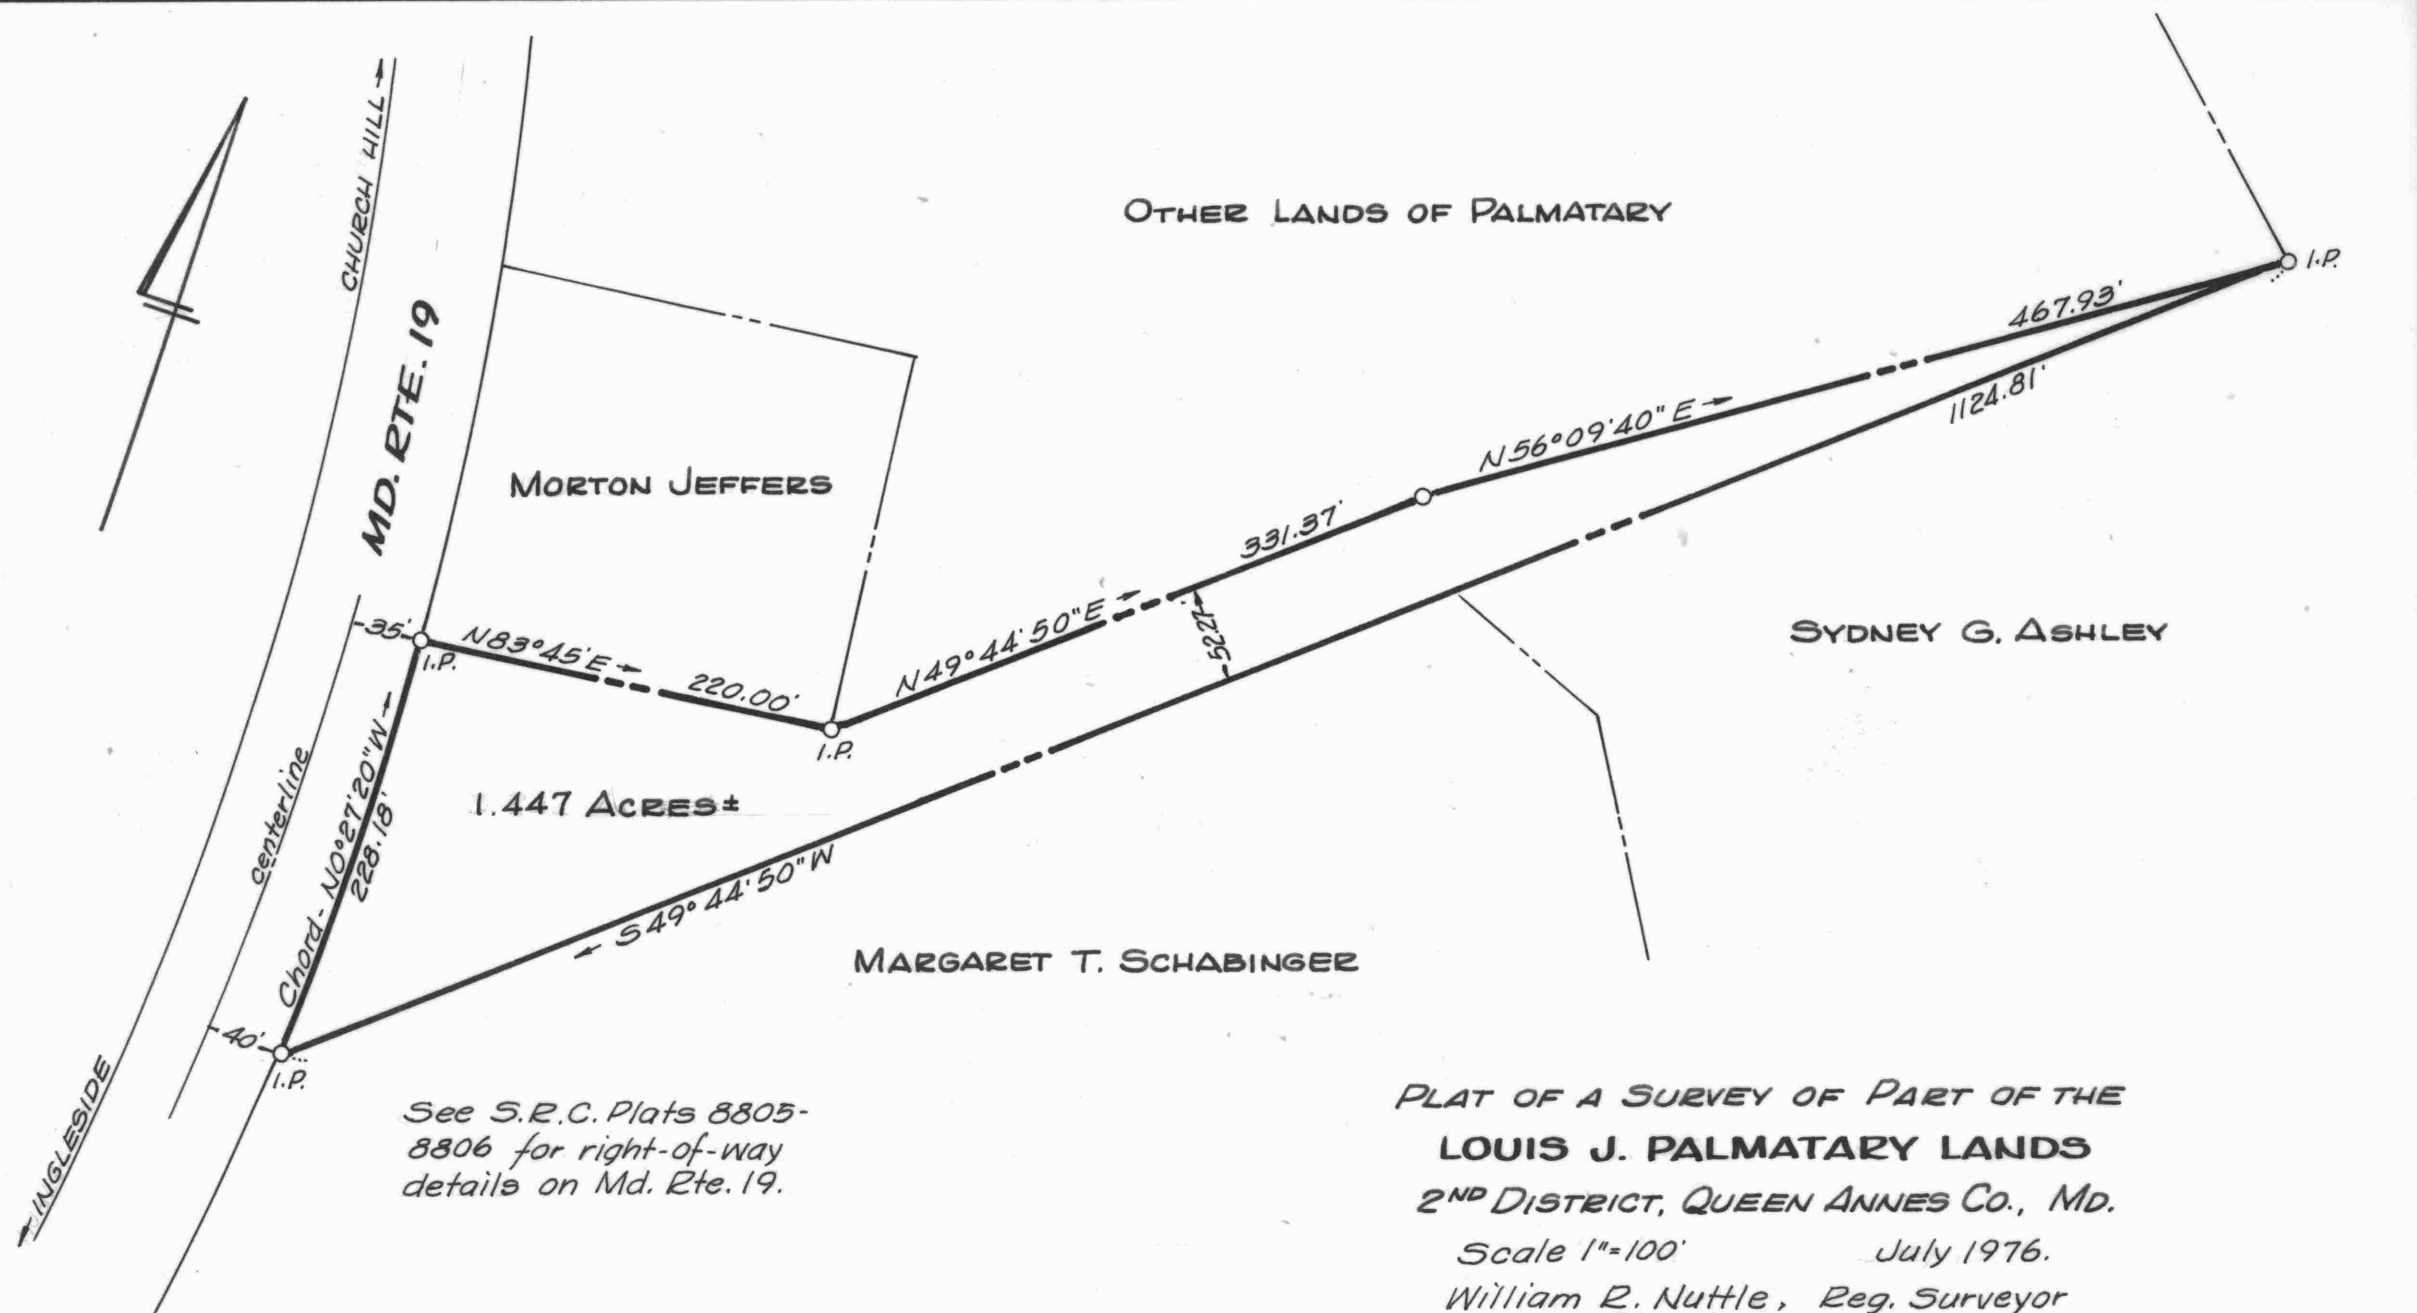 CHURCH HILL
OTHER LANDS OF PALMATARY
I.P.
467.93'
MD. RTE. 19
1124.81'
N56°09'40"E
MORTON JEFFERS
331.37'
N49°44'50"E
52.27'
SYDNEY G. ASHLEY
35'
N83°45'E
220.00'
I.P.
I.P.
1.447 ACRES±
Chord - N0°27'20"W
228.18'
centerline
S49°44'50"W
MARGARET T. SCHABINGER
40'
I.P.
INGLESIDE
See S.R.C. Plats 8805-
8806 for right-of-way
details on Md. Rte. 19.
PLAT OF A SURVEY OF PART OF THE
LOUIS J. PALMATARY LANDS
2ND DISTRICT, QUEEN ANNES CO., MD.
Scale 1"=100' July 1976.
William R. Nuttle, Reg. Surveyor